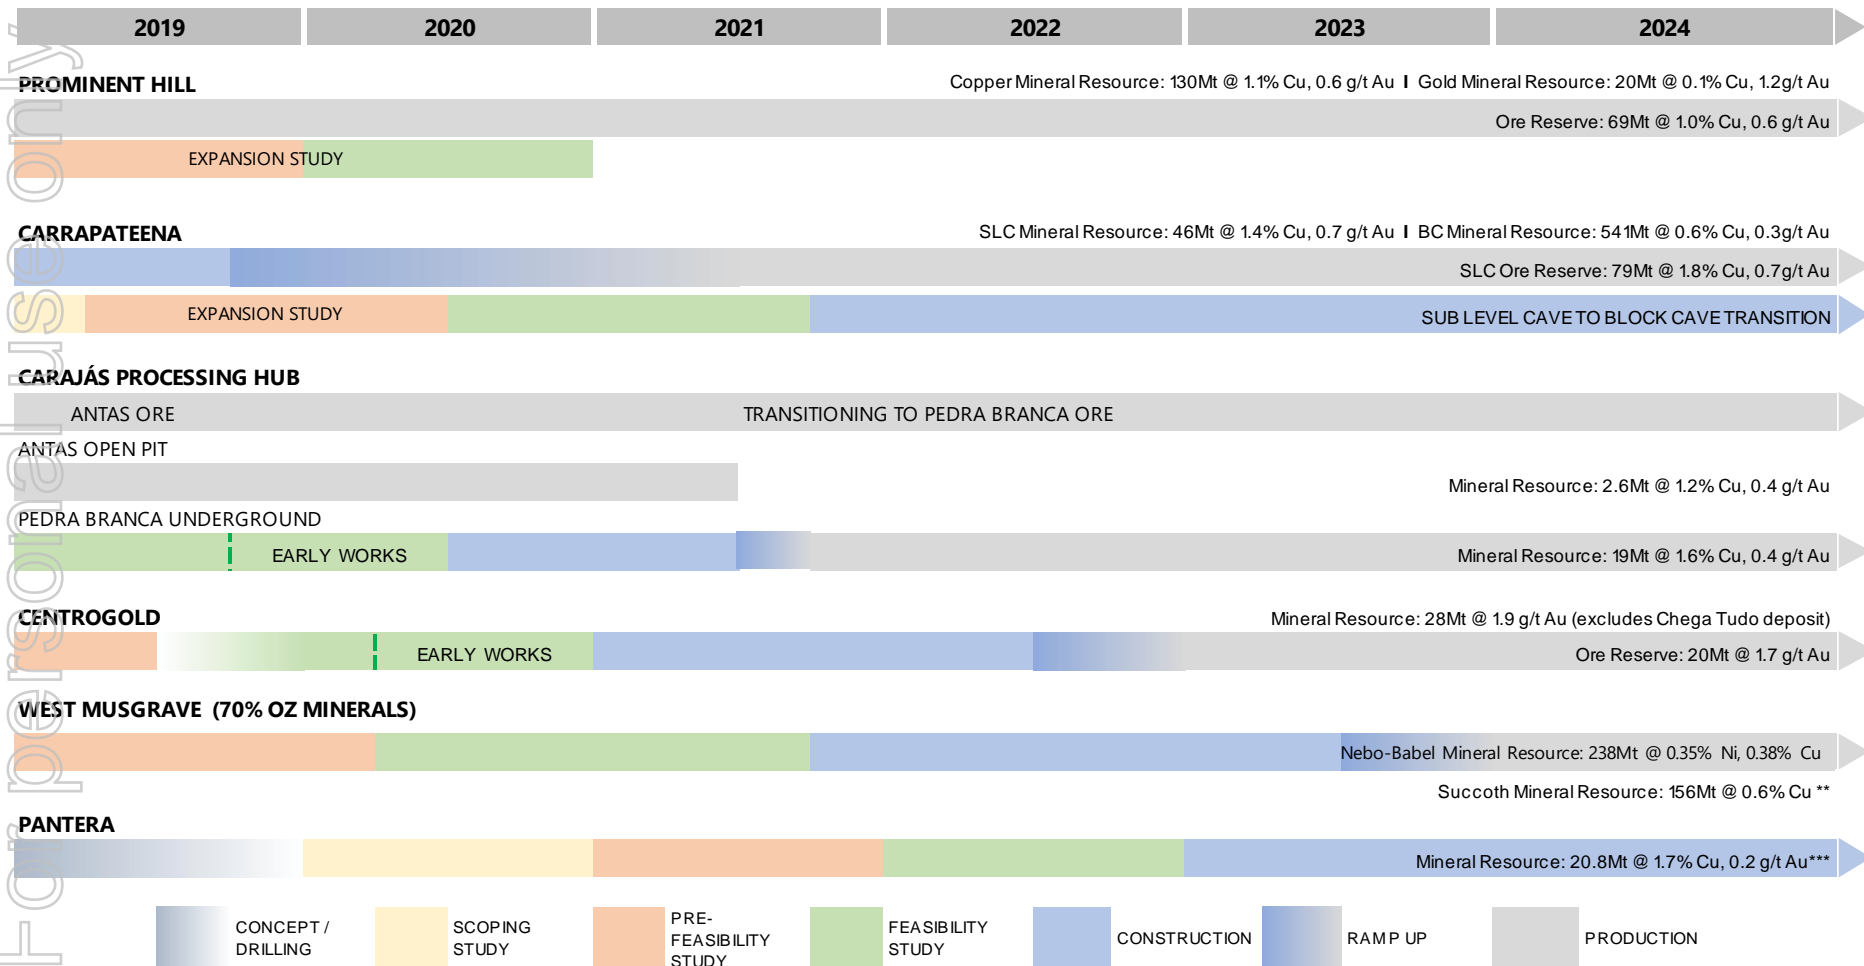 2019 2020 2021 2022 2023 2024
PROMINENT HILL
Copper Mineral Resource: 130Mt @ 1.1% Cu, 0.6 g/t Au I Gold Mineral Resource: 20Mt @ 0.1% Cu, 1.2g/t Au
Ore Reserve: 69Mt @ 1.0% Cu, 0.6 g/t Au
EXPANSION STUDY
CARRAPATEENA
SLC Mineral Resource: 46Mt @ 1.4% Cu, 0.7 g/t Au I BC Mineral Resource: 541Mt @ 0.6% Cu, 0.3g/t Au
SLC Ore Reserve: 79Mt @ 1.8% Cu, 0.7g/t Au
EXPANSION STUDY
SUB LEVEL CAVE TO BLOCK CAVE TRANSITION
CARAJÁS PROCESSING HUB
ANTAS ORE
TRANSITIONING TO PEDRA BRANCA ORE
ANTAS OPEN PIT
Mineral Resource: 2.6Mt @ 1.2% Cu, 0.4 g/t Au
PEDRA BRANCA UNDERGROUND
EARLY WORKS
Mineral Resource: 19Mt @ 1.6% Cu, 0.4 g/t Au
CENTROGOLD
Mineral Resource: 28Mt @ 1.9 g/t Au (excludes Chega Tudo deposit)
EARLY WORKS
Ore Reserve: 20Mt @ 1.7 g/t Au
WEST MUSGRAVE (70% OZ MINERALS)
Nebo-Babel Mineral Resource: 238Mt @ 0.35% Ni, 0.38% Cu
Succoth Mineral Resource: 156Mt @ 0.6% Cu **
PANTERA
Mineral Resource: 20.8Mt @ 1.7% Cu, 0.2 g/t Au***
CONCEPT /
DRILLING
SCOPING
STUDY
PRE-
FEASIBILITY
STUDY
FEASIBILITY
STUDY
CONSTRUCTION
RAMP UP
PRODUCTION
For personal use only